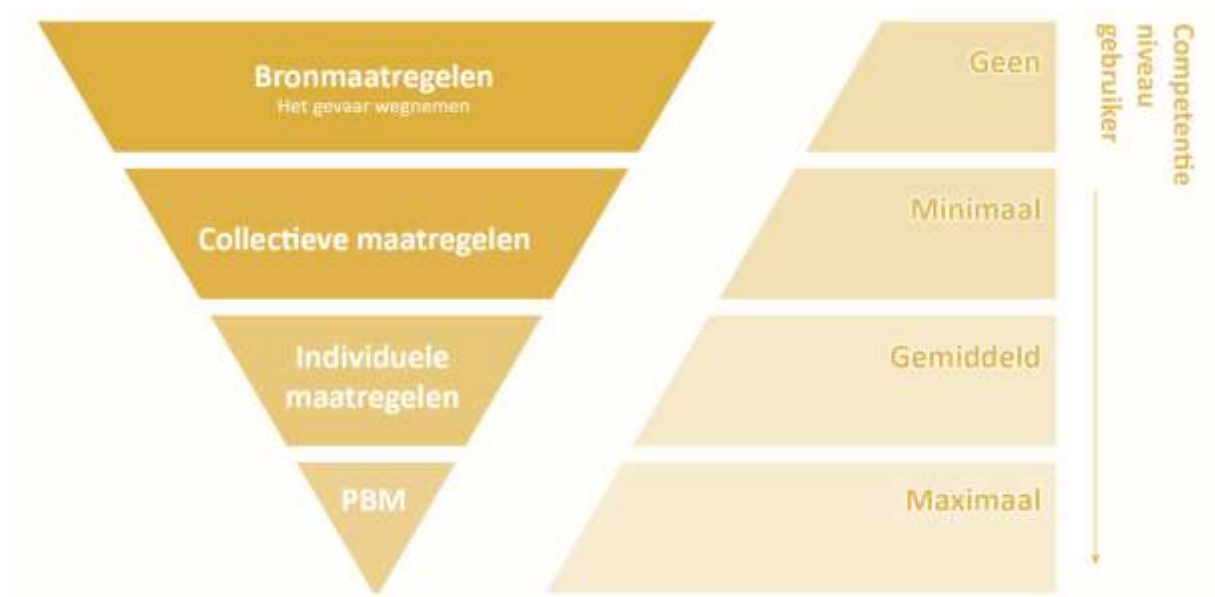 Bronmaatregelen
Het gevaar wegnemen
Geen
Collectieve maatregelen
Minimaal
Individuele
maatregelen
Gemiddeld
PBM
Maximaal
Competentie
niveau
gebruiker